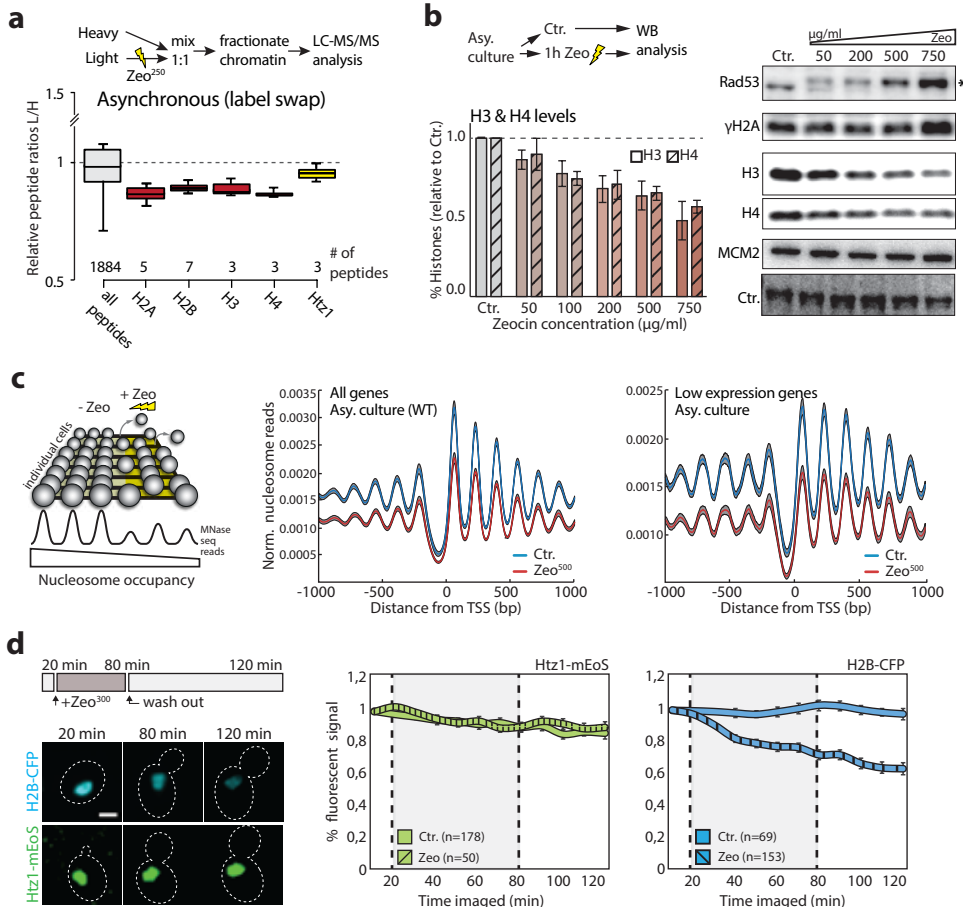 a
Heavy
Light
Zeo250
mix
1:1
fractionate
chromatin
LC-MS/MS
analysis
Asynchronous (label swap)
Relative peptide ratios L/H
1.5
1
0.5
1884 5 7 3 3 3
# of
peptides
all
peptides
H2A
H2B
H3
H4
Htz1
b
Asy.
culture
Ctr.
1h Zeo
WB
analysis
H3 & H4 levels
% Histones (relative to Ctr.)
1.0
0.5
0.0
H3 H4
Ctr. 50 100 200 500 750
Zeocin concentration (µg/ml)
µg/ml Zeo
Ctr. 50 200 500 750
Rad53 *
γH2A
H3
H4
MCM2
Ctr.
c
individual cells
- Zeo
+ Zeo
MNase
seq
reads
Nucleosome occupancy
Norm. nucleosome reads
All genes
Asy. culture (WT)
0.0040
0.0035
0.0030
0.0025
0.0020
0.0015
0.0010
0.0005
Ctr.
Zeo500
-1000 -500 0 500 1000
Distance from TSS (bp)
Low expression genes
Asy. culture
0.0025
0.0020
0.0015
0.0010
Ctr.
Zeo500
-1000 -500 0 500 1000
Distance from TSS (bp)
d
20 min 80 min 120 min
+Zeo300 wash out
20 min 80 min 120 min
H2B-CFP
Htz1-mEoS
Htz1-mEoS
% fluorescent signal
1,2
1
0,8
0,6
0,4
0,2
0
Ctr. (n=178)
Zeo (n=50)
20 40 60 80 100 120
Time imaged (min)
H2B-CFP
1,2
1
0,8
0,6
0,4
0,2
0
Ctr. (n=69)
Zeo (n=153)
20 40 60 80 100 120
Time imaged (min)